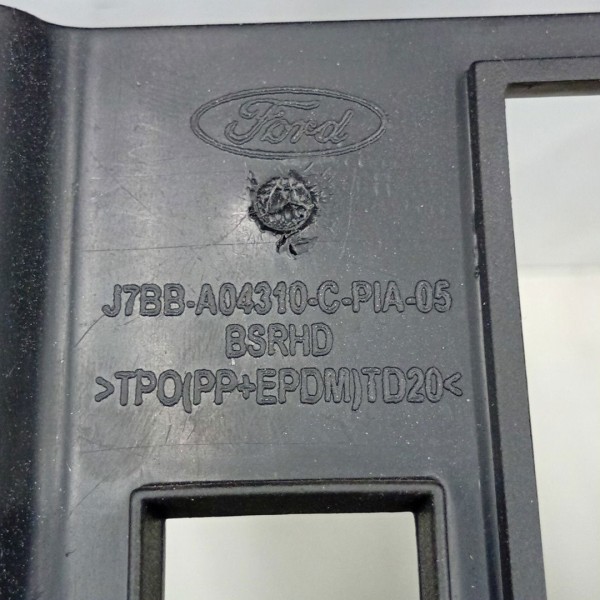 Ford
J7BB-A04310-C-PIA-05
BSRHD
>TPO(PP+EPDM)TD20<